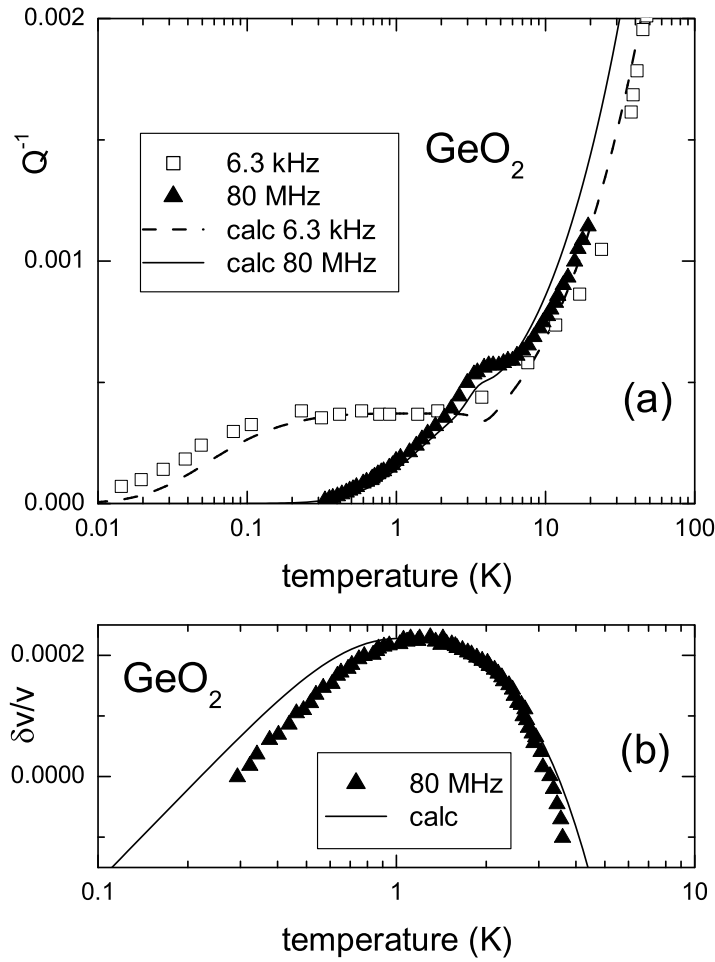 0.002
Q⁻¹
GeO₂
6.3 kHz
80 MHz
calc 6.3 kHz
calc 80 MHz
0.001
(a)
0.000
0.01 0.1 1 10 100
temperature (K)
0.0002
δv/v
GeO₂
(b)
80 MHz
calc
0.0000
0.1 1 10
temperature (K)